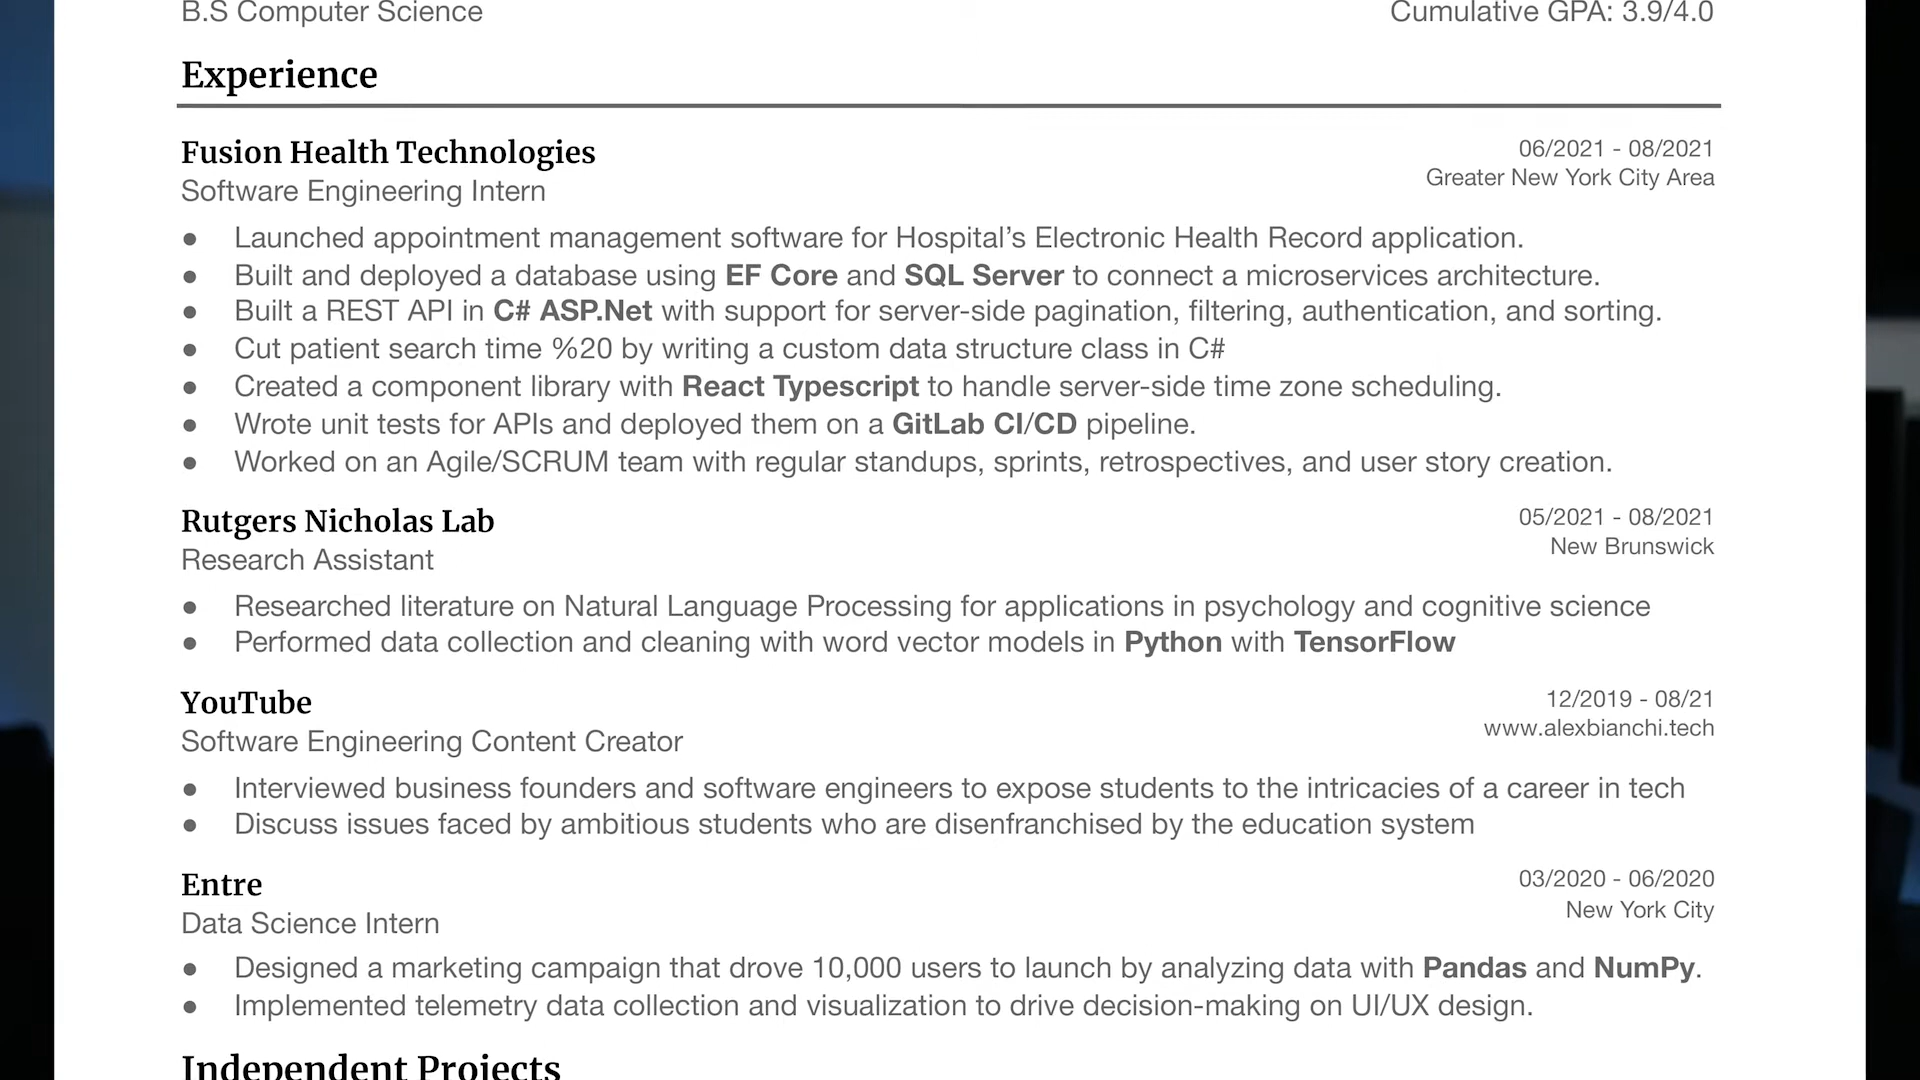 B.S Computer Science Cumulative GPA: 3.9/4.0
Experience
Fusion Health Technologies 06/2021 - 08/2021
Software Engineering Intern Greater New York City Area
● Launched appointment management software for Hospital’s Electronic Health Record application.
● Built and deployed a database using EF Core and SQL Server to connect a microservices architecture.
● Built a REST API in C# ASP.Net with support for server-side pagination, filtering, authentication, and sorting.
● Cut patient search time %20 by writing a custom data structure class in C#
● Created a component library with React Typescript to handle server-side time zone scheduling.
● Wrote unit tests for APIs and deployed them on a GitLab CI/CD pipeline.
● Worked on an Agile/SCRUM team with regular standups, sprints, retrospectives, and user story creation.
Rutgers Nicholas Lab 05/2021 - 08/2021
Research Assistant New Brunswick
● Researched literature on Natural Language Processing for applications in psychology and cognitive science
● Performed data collection and cleaning with word vector models in Python with TensorFlow
YouTube 12/2019 - 08/21
Software Engineering Content Creator www.alexbianchi.tech
● Interviewed business founders and software engineers to expose students to the intricacies of a career in tech
● Discuss issues faced by ambitious students who are disenfranchised by the education system
Entre 03/2020 - 06/2020
Data Science Intern New York City
● Designed a marketing campaign that drove 10,000 users to launch by analyzing data with Pandas and NumPy.
● Implemented telemetry data collection and visualization to drive decision-making on UI/UX design.
Independent Projects